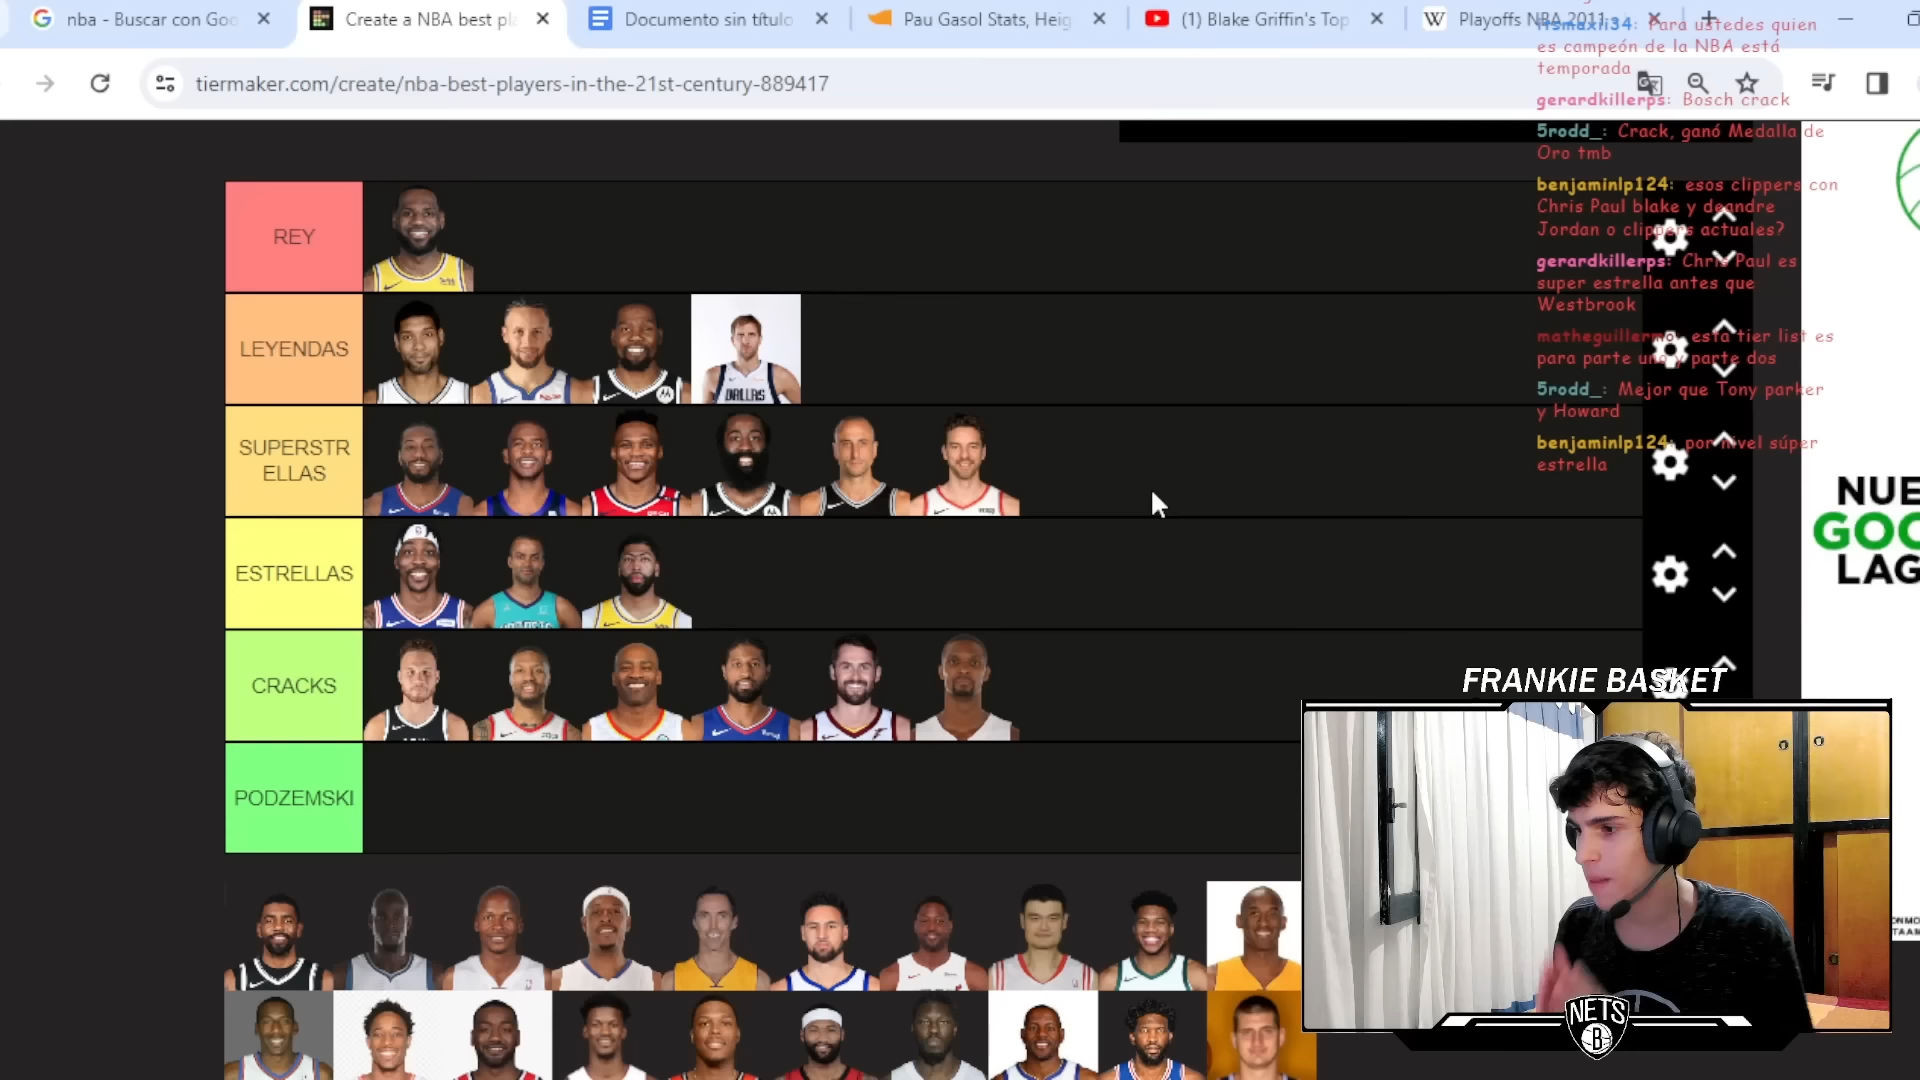 nba - Buscar con Goo
Create a NBA best pl
Documento sin título
Pau Gasol Stats, Heig
(1) Blake Griffin's Top
Playoffs NBA 2011
tiermaker.com/create/nba-best-players-in-the-21st-century-889417
itsmaxii34: Para ustedes quien
es campeón de la NBA está
temporada
gerardkillerps: Bosch crack
5rodd_: Crack, ganó Medalla de
Oro tmb
benjaminlp124: esos clippers con
Chris Paul blake y deandre
Jordan o clippers actuales?
gerardkillerps: Chris Paul es
super estrella antes que
Westbrook
matheguillermo: esta tier list es
para parte uno y parte dos
5rodd_: Mejor que Tony parker
y Howard
benjaminlp124: por nivel súper
estrella
REY
LEYENDAS
DALLAS
SUPERSTR
ELLAS
ESTRELLAS
CRACKS
PODZEMSKI
NUE
GOO
LAG
FRANKIE BASKET
NETS
B